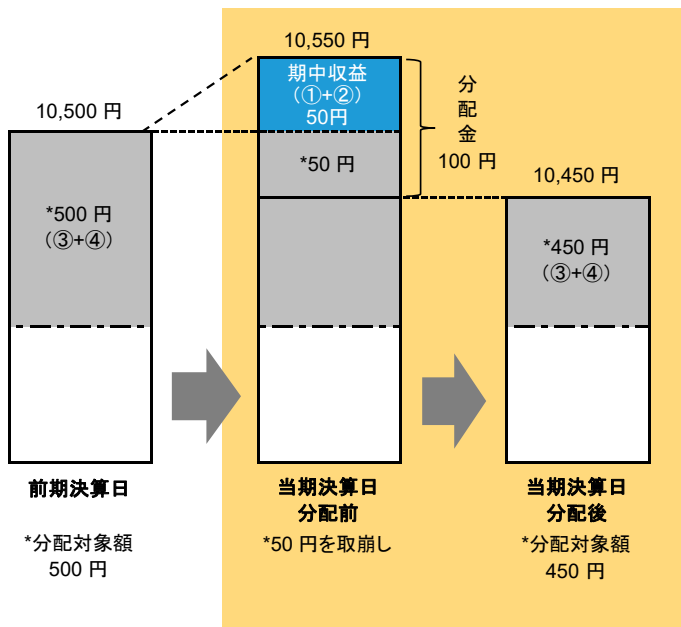 10,500 円
*500 円
(③+④)
前期決算日
*分配対象額
500 円
10,550 円
期中収益
(①+②)
50円
*50 円
分
配
金
100 円
当期決算日
分配前
*50 円を取崩し
10,450 円
*450 円
(③+④)
当期決算日
分配後
*分配対象額
450 円